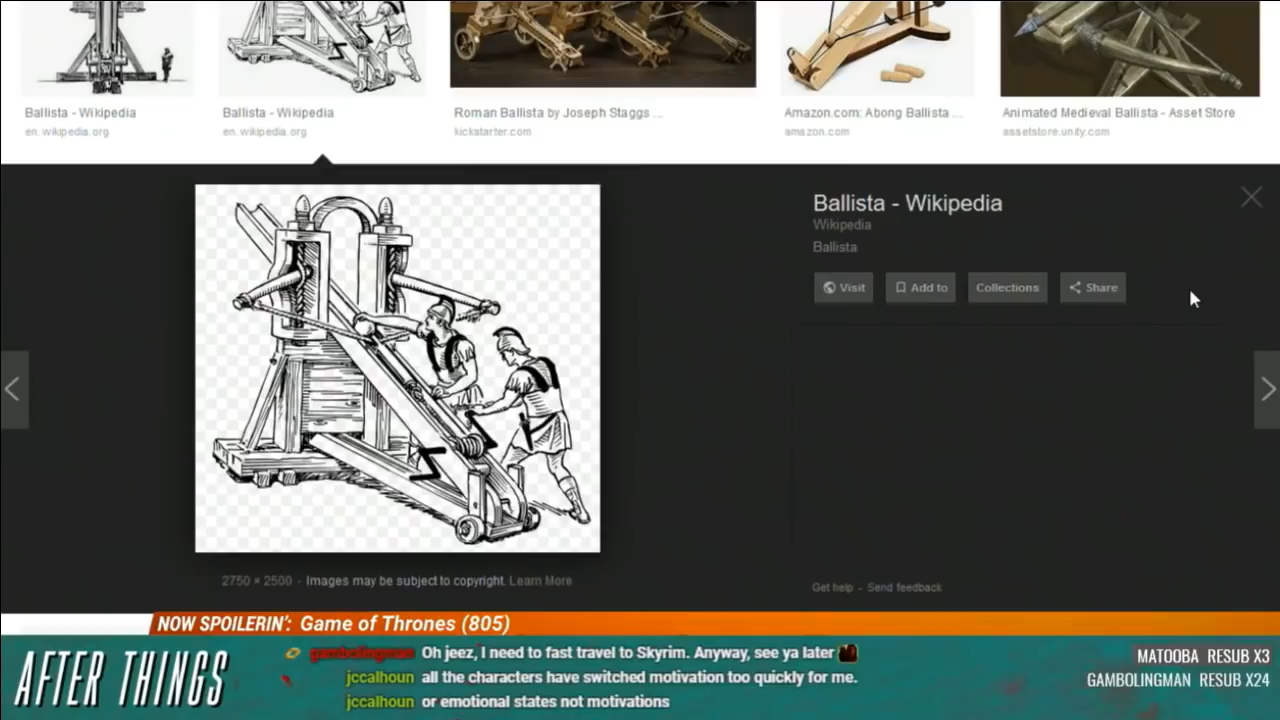 Ballista - Wikipedia
en. wikipedia.org
Ballista - Wikipedia
en. wikipedia.org
Roman Ballista by Joseph Staggs ...
kickstarter.com
Amazon.com: Abong Ballista ...
amazon.com
Animated Medieval Ballista - Asset Store
assetstore.unity.com
Ballista - Wikipedia
Wikipedia
Ballista
Visit
Add to
Collections
Share
2750 × 2500 - Images may be subject to copyright. Learn More
Get help - Send feedback
NOW SPOILERIN': Game of Thrones (805)
AFTER THINGS
gambolingman Oh jeez, I need to fast travel to Skyrim. Anyway, see ya later
jccalhoun all the characters have switched motivation too quickly for me.
jccalhoun or emotional states not motivations
MATOOBA RESUB X3
GAMBOLINGMAN RESUB X24